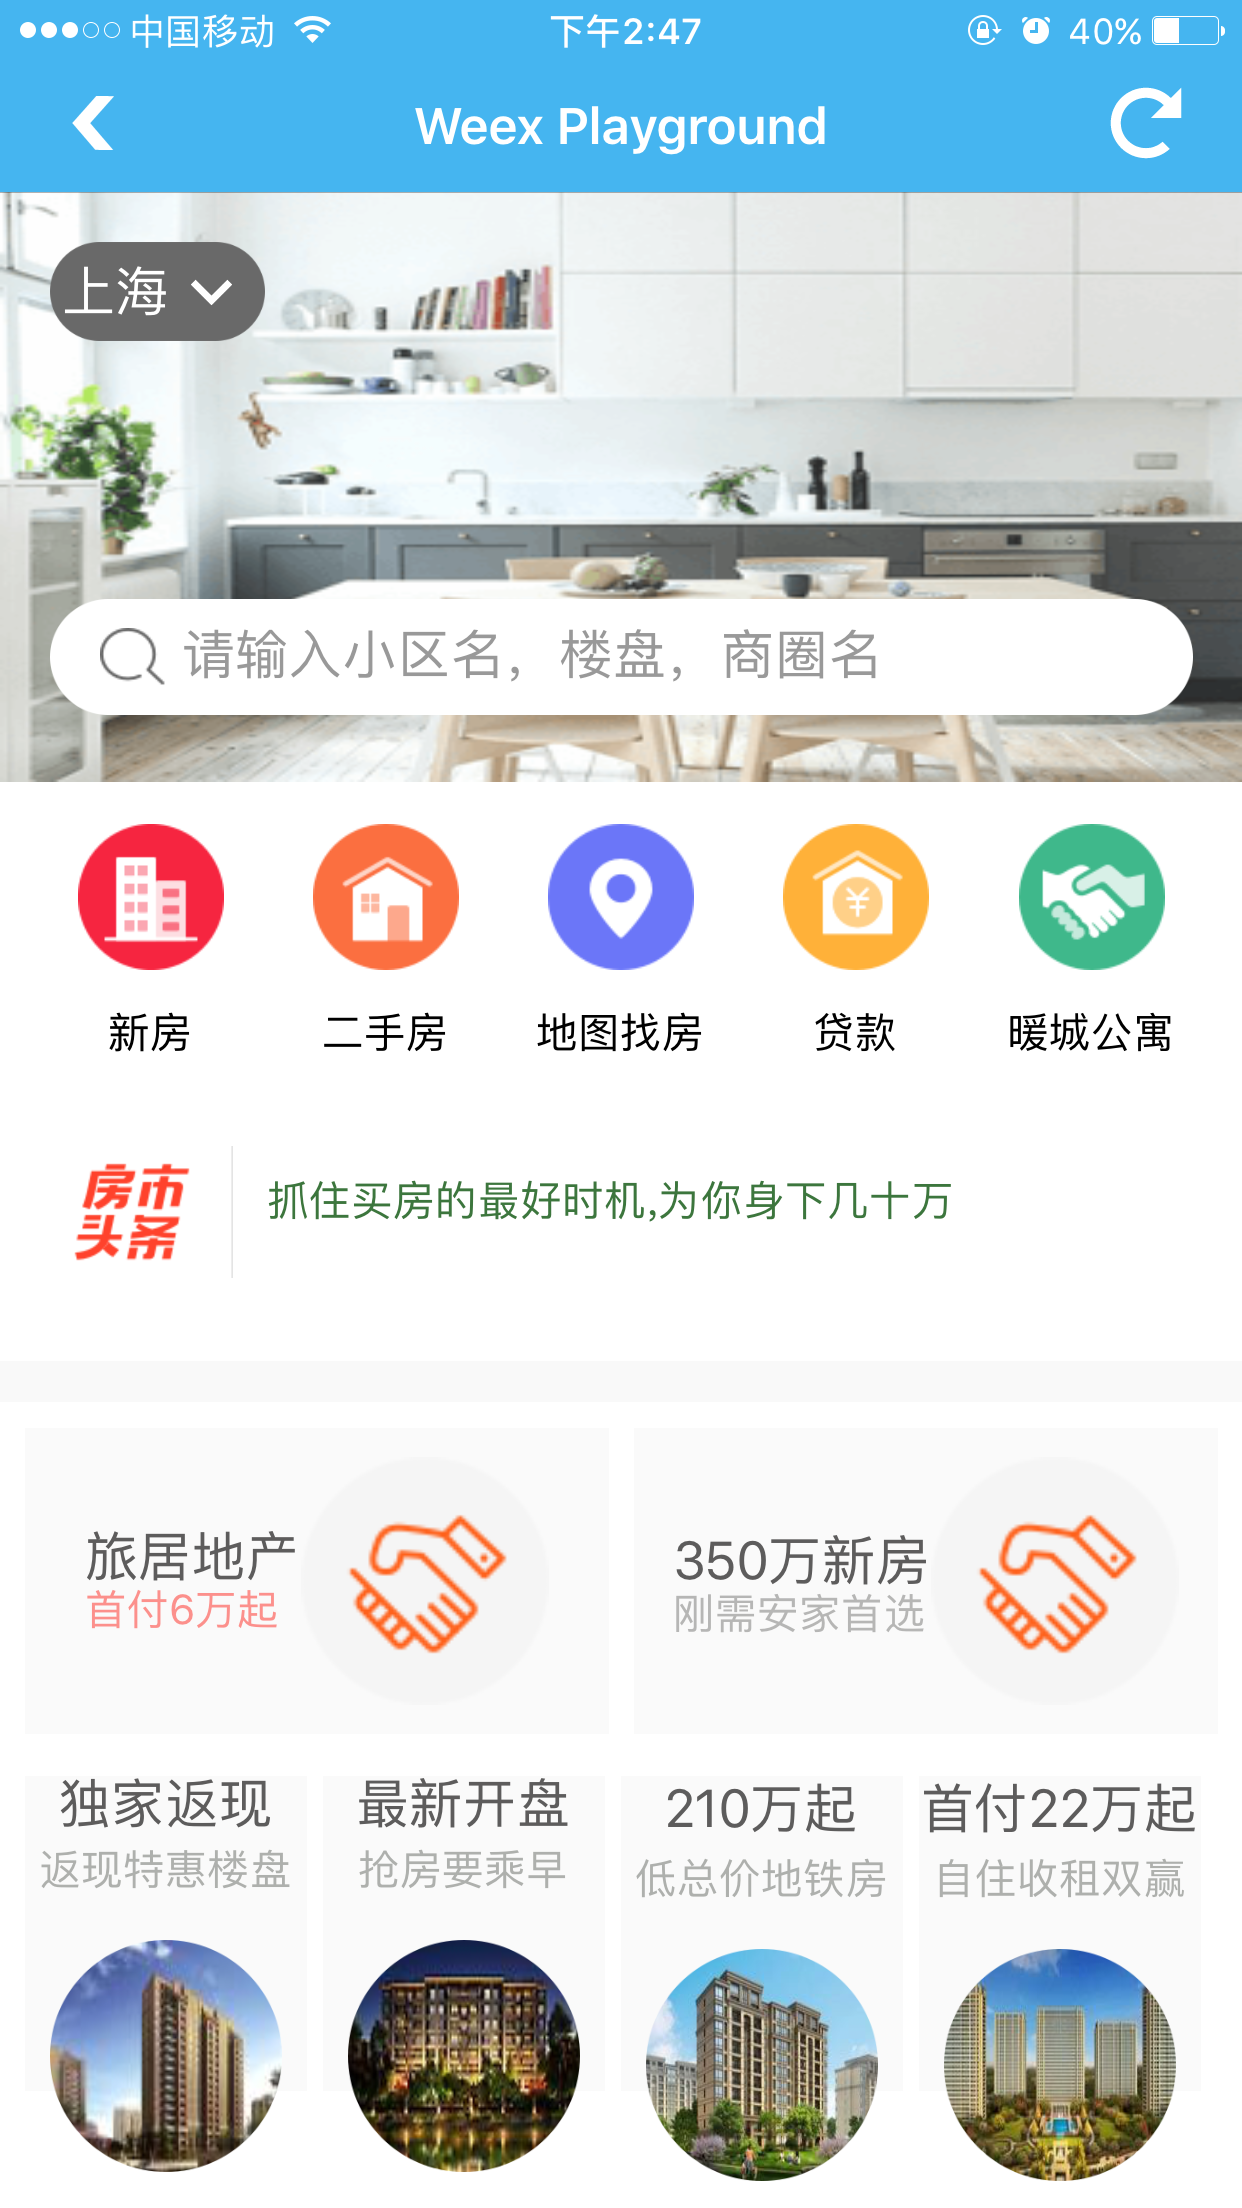 中国移动
下午2:47
40%
Weex Playground
上海
请输入小区名，楼盘，商圈名
新房
二手房
地图找房
贷款
暖城公寓
房市
头条
抓住买房的最好时机,为你身下几十万
旅居地产
首付6万起
350万新房
刚需安家首选
独家返现
返现特惠楼盘
最新开盘
抢房要乘早
210万起
低总价地铁房
首付22万起
自住收租双赢